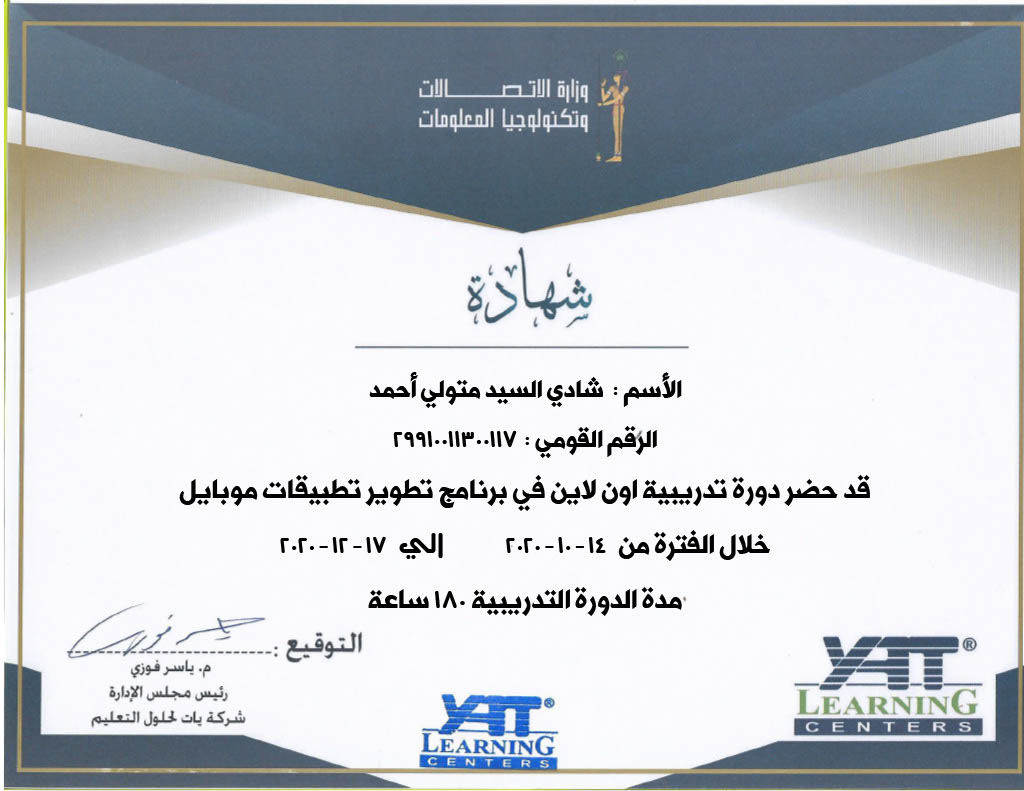 وزارة الاتصالات
وتكنولوجيا المعلومات
شهادة
الأسم : شادي السيد متولي أحمد
الرقم القومي : ٢٩٩١٠٠١١٣٠٠١١٧
قد حضر دورة تدريبية اون لاين في برنامج تطوير تطبيقات موبايل
خلال الفترة من ١٤-١٠-٢٠٢٠ إلي ١٧-١٢-٢٠٢٠
مدة الدورة التدريبية ١٨٠ ساعة
التوقيع :
م. ياسر فوزي
رئيس مجلس الإدارة
شركة يات لحلول التعليم
YAT®
LEARNING
CENTERS
YAT®
LEARNING
CENTERS